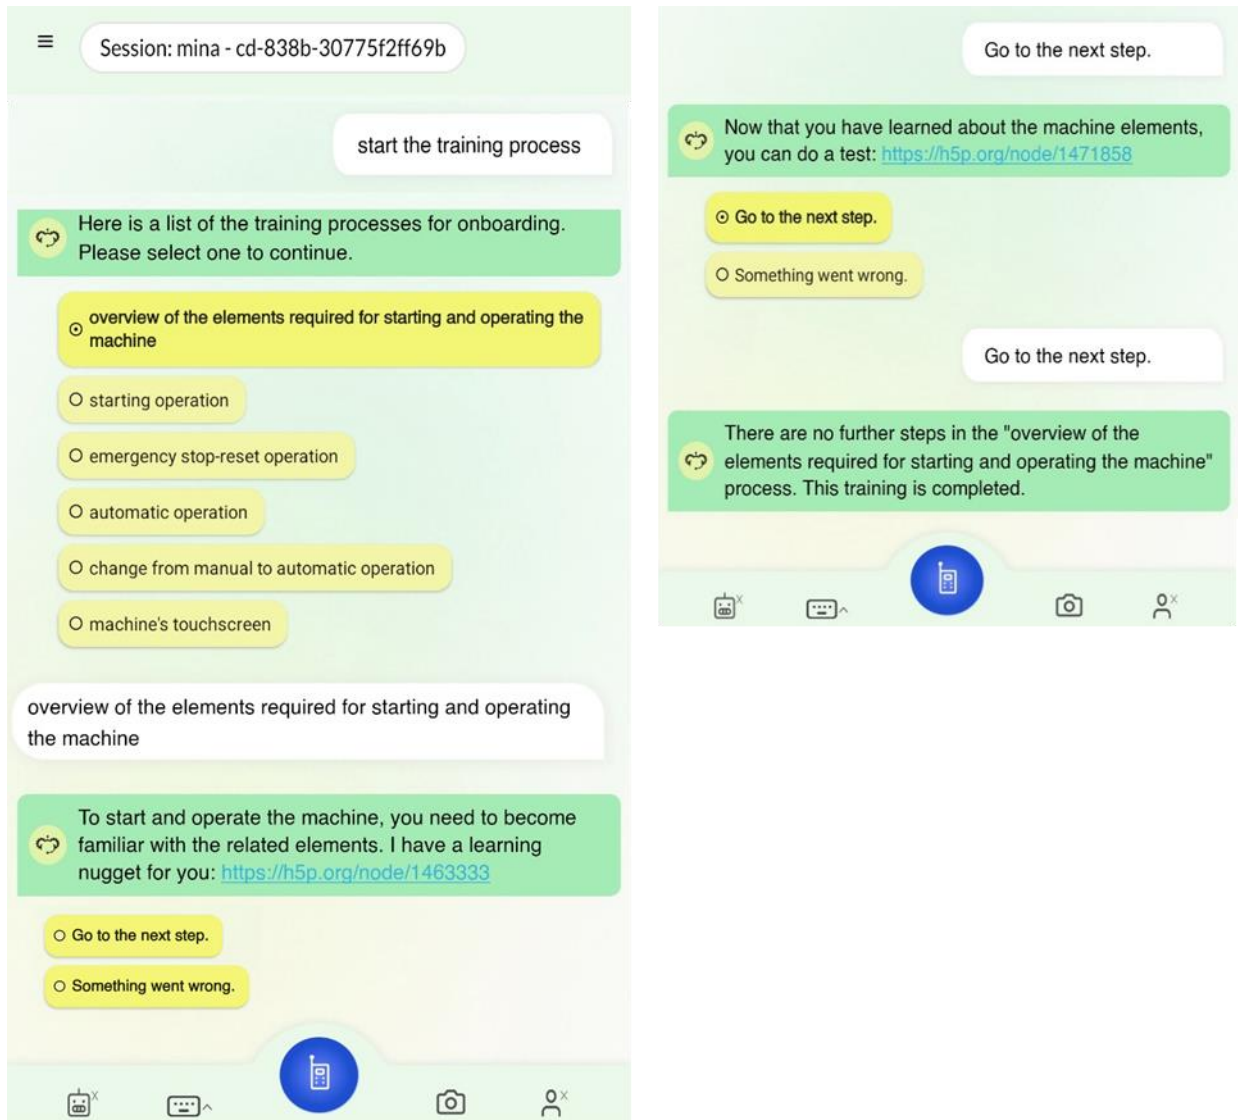 Session: mina - cd-838b-30775f2ff69b
start the training process
Here is a list of the training processes for onboarding.
Please select one to continue.
overview of the elements required for starting and operating the
machine
starting operation
emergency stop-reset operation
automatic operation
change from manual to automatic operation
machine's touchscreen
overview of the elements required for starting and operating
the machine
To start and operate the machine, you need to become
familiar with the related elements. I have a learning
nugget for you: https://h5p.org/node/1463333
Go to the next step.
Something went wrong.
Go to the next step.
Now that you have learned about the machine elements,
you can do a test: https://h5p.org/node/1471858
Go to the next step.
Something went wrong.
Go to the next step.
There are no further steps in the "overview of the
elements required for starting and operating the machine"
process. This training is completed.